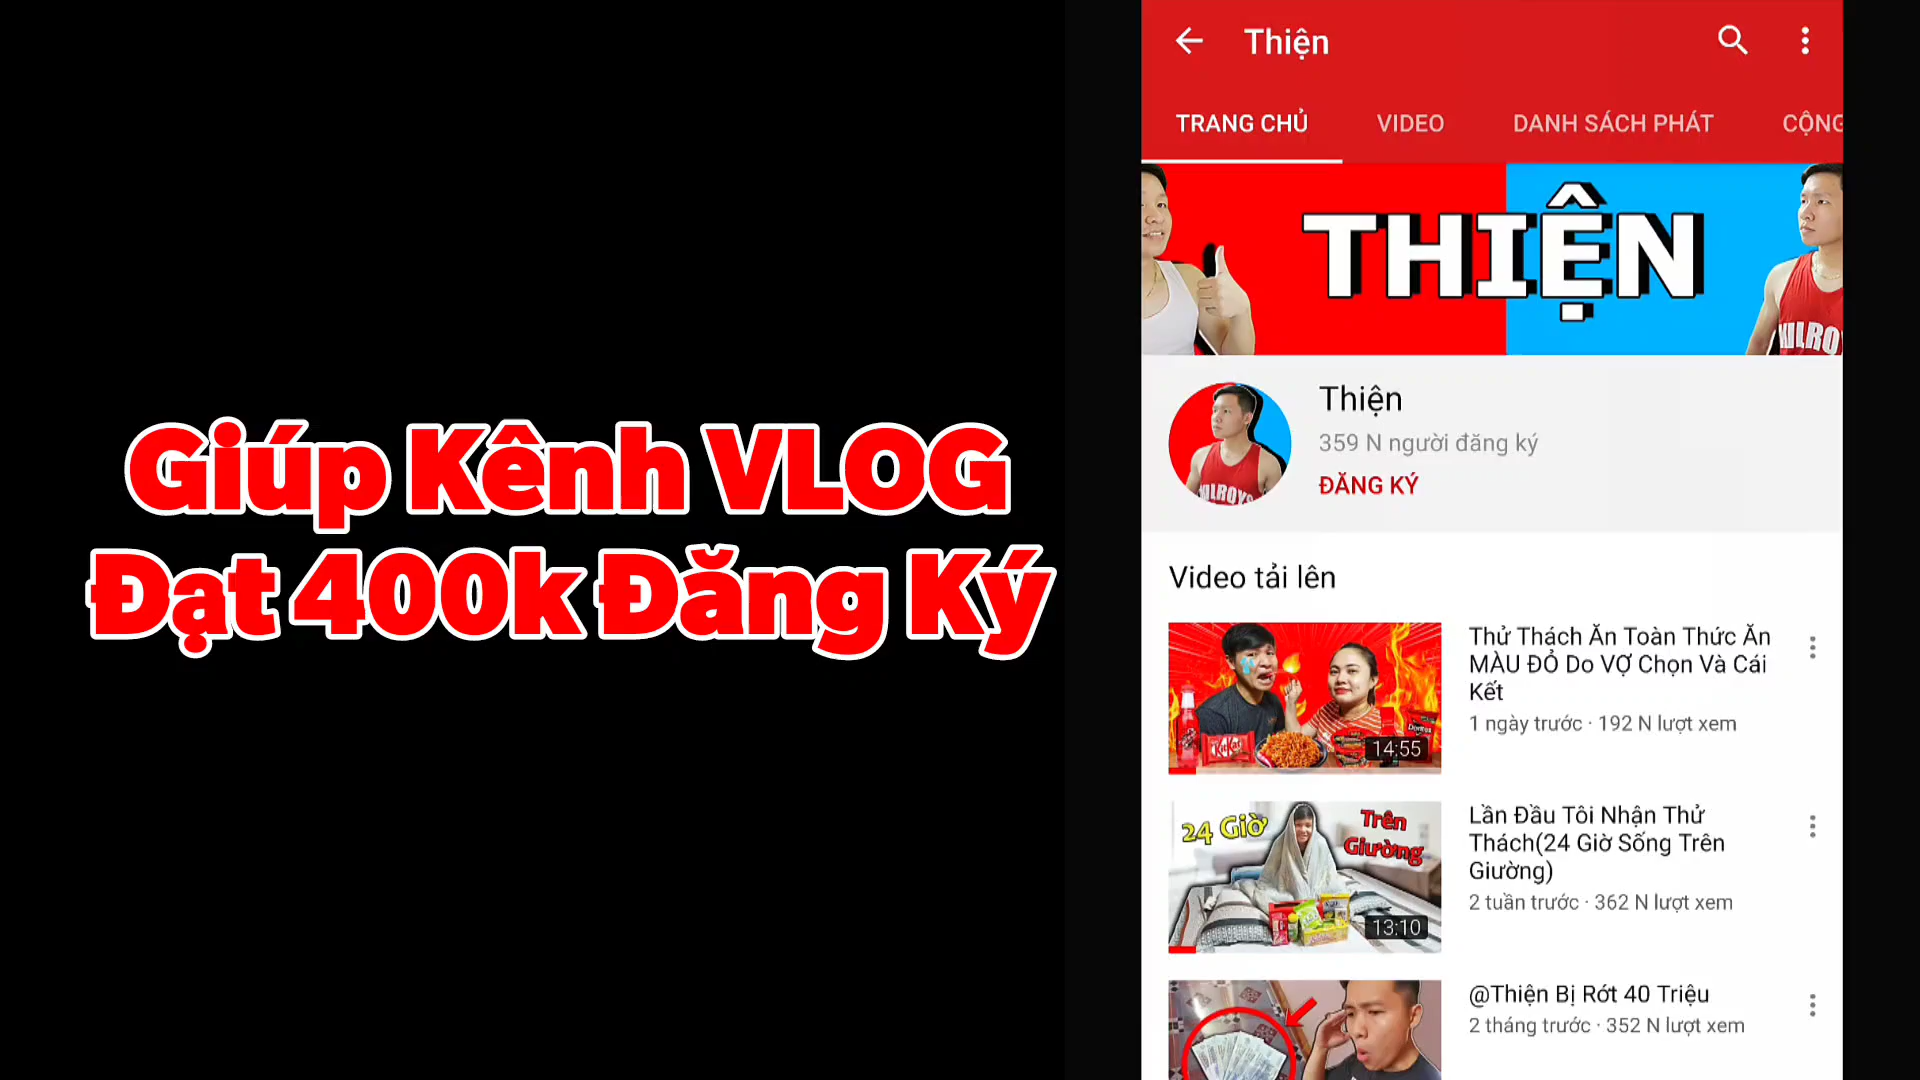 Giúp Kênh VLOG
Đạt 400k Đăng Ký
Thiện
TRANG CHỦ
VIDEO
DANH SÁCH PHÁT
CỘNG
THIỆN
KILROY
Thiện
359 N người đăng ký
ĐĂNG KÝ
Video tải lên
Thử Thách Ăn Toàn Thức Ăn
MÀU ĐỎ Do VỢ Chọn Và Cái
Kết
1 ngày trước · 192 N lượt xem
KitKat
Doritos
14:55
24 Giờ
Trên
Giường
13:10
Lần Đầu Tôi Nhận Thử
Thách(24 Giờ Sống Trên
Giường)
2 tuần trước · 362 N lượt xem
@Thiện Bị Rớt 40 Triệu
2 tháng trước · 352 N lượt xem